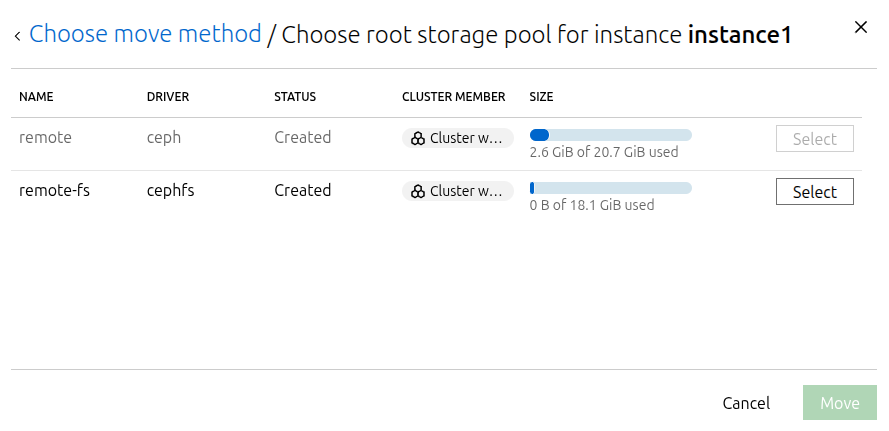 Choose move method / Choose root storage pool for instance instance1
NAME DRIVER STATUS CLUSTER MEMBER SIZE
remote ceph Created Cluster w... Select
2.6 GiB of 20.7 GiB used
remote-fs cephfs Created Cluster w... Select
0 B of 18.1 GiB used
Cancel Move